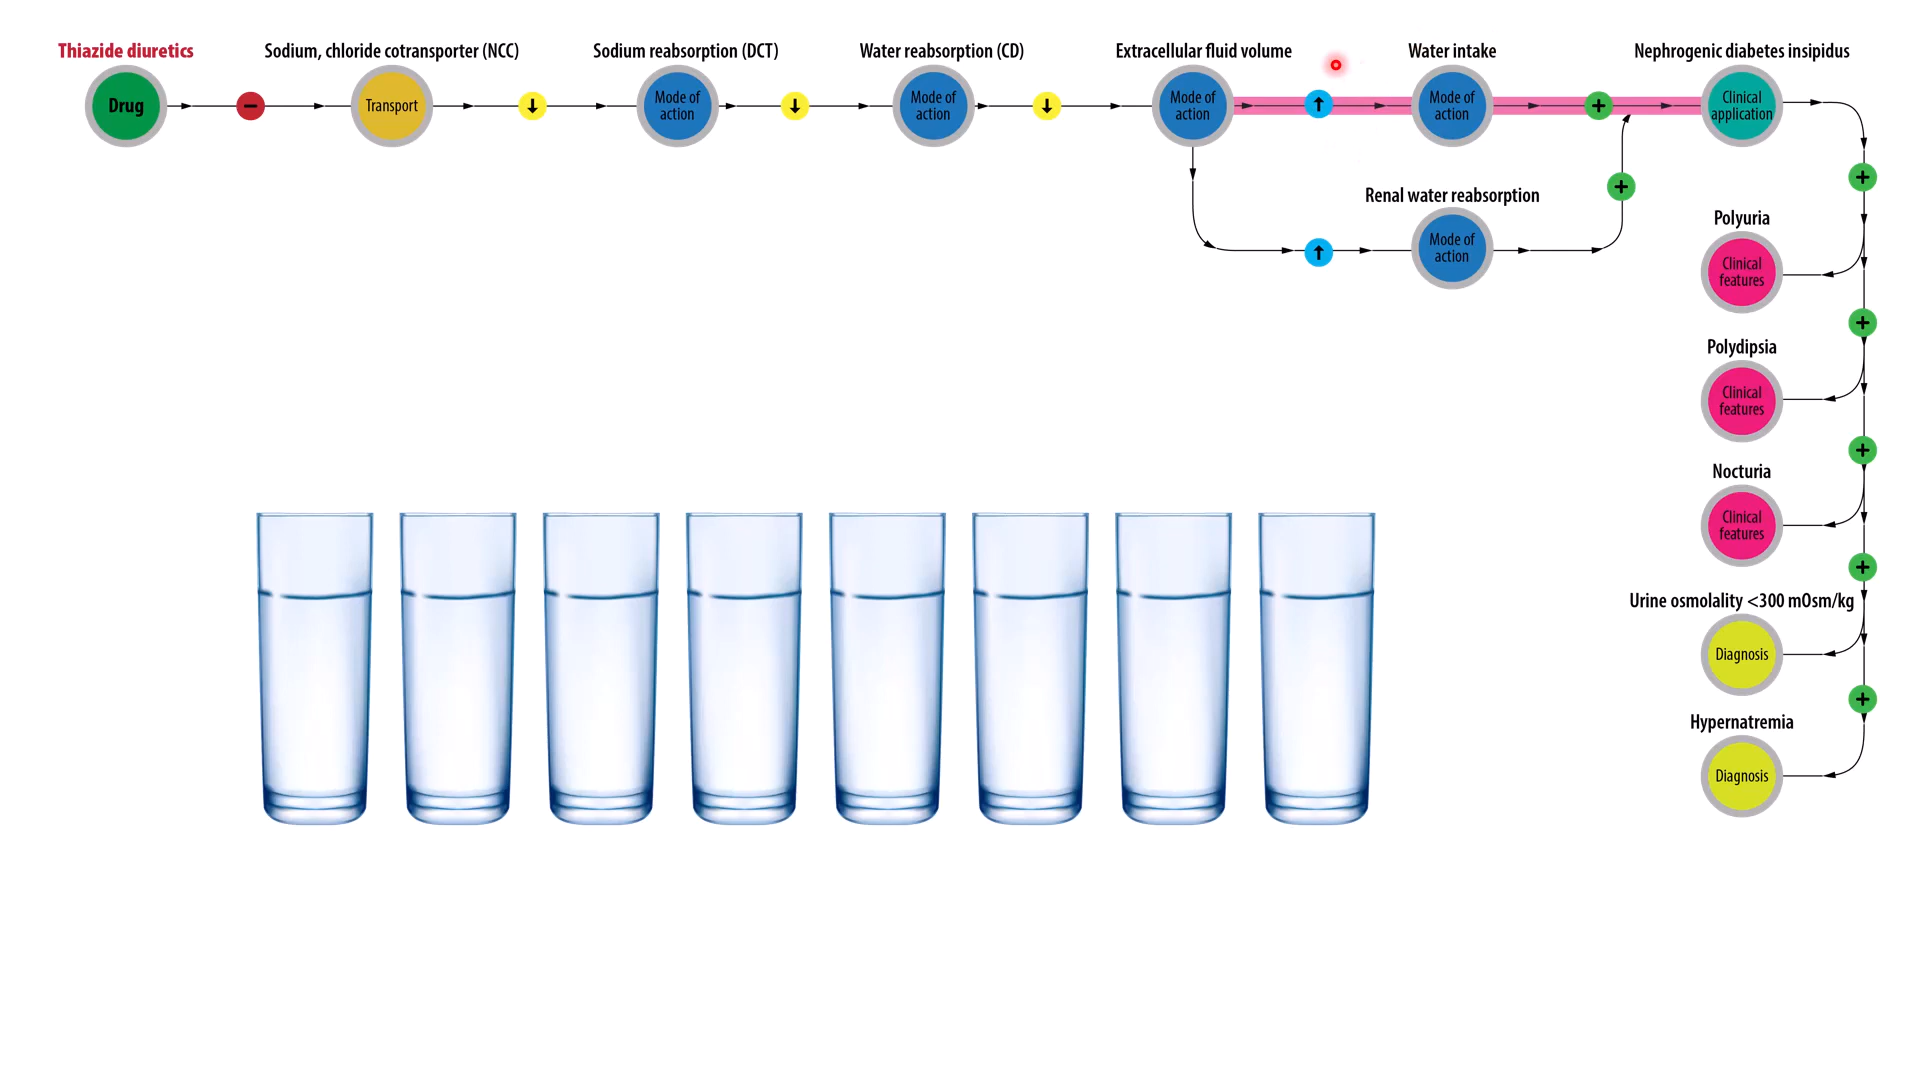 Thiazide diuretics
Sodium, chloride cotransporter (NCC)
Sodium reabsorption (DCT)
Water reabsorption (CD)
Extracellular fluid volume
Water intake
Nephrogenic diabetes insipidus
Drug
−
Transport
↓
Mode of
action
↓
Mode of
action
↓
Mode of
action
↑
Mode of
action
+
Clinical
application
+
Renal water reabsorption
+
↑
Mode of
action
Polyuria
Clinical
features
+
Polydipsia
Clinical
features
+
Nocturia
Clinical
features
+
Urine osmolality <300 mOsm/kg
Diagnosis
+
Hypernatremia
Diagnosis